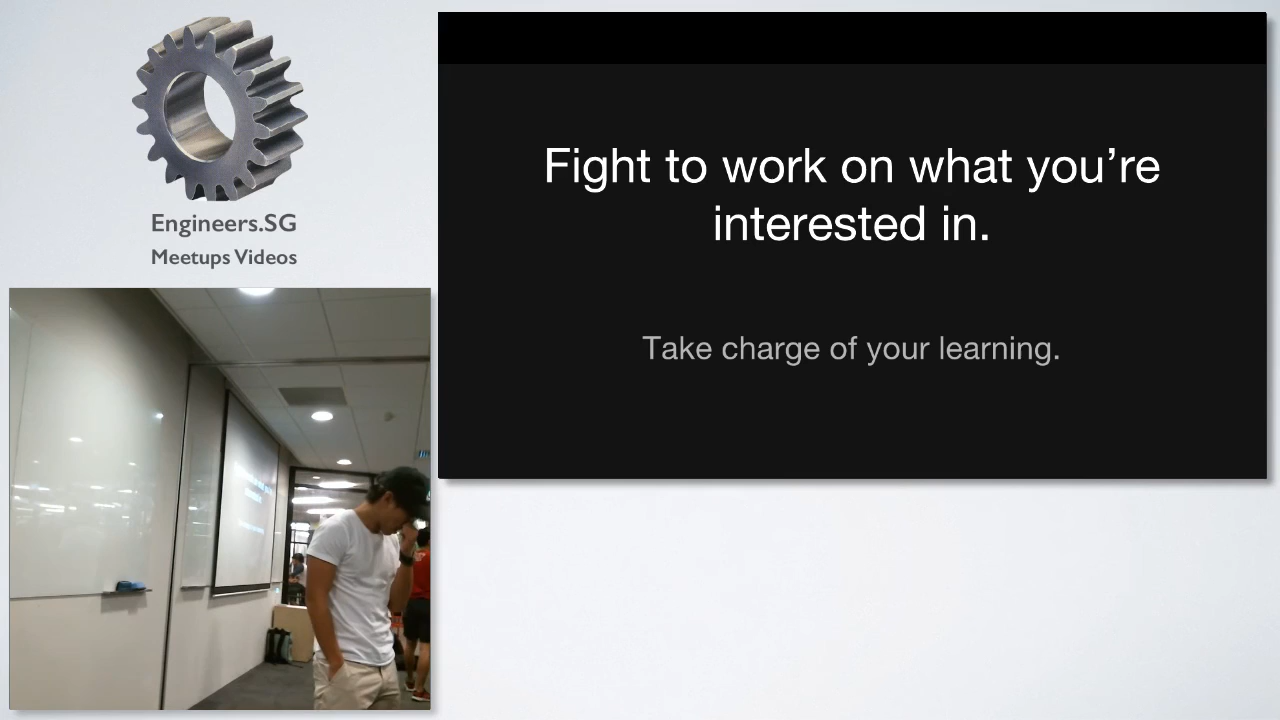 Engineers.SG
Meetups Videos
Fight to work on what you’re
interested in.
Take charge of your learning.